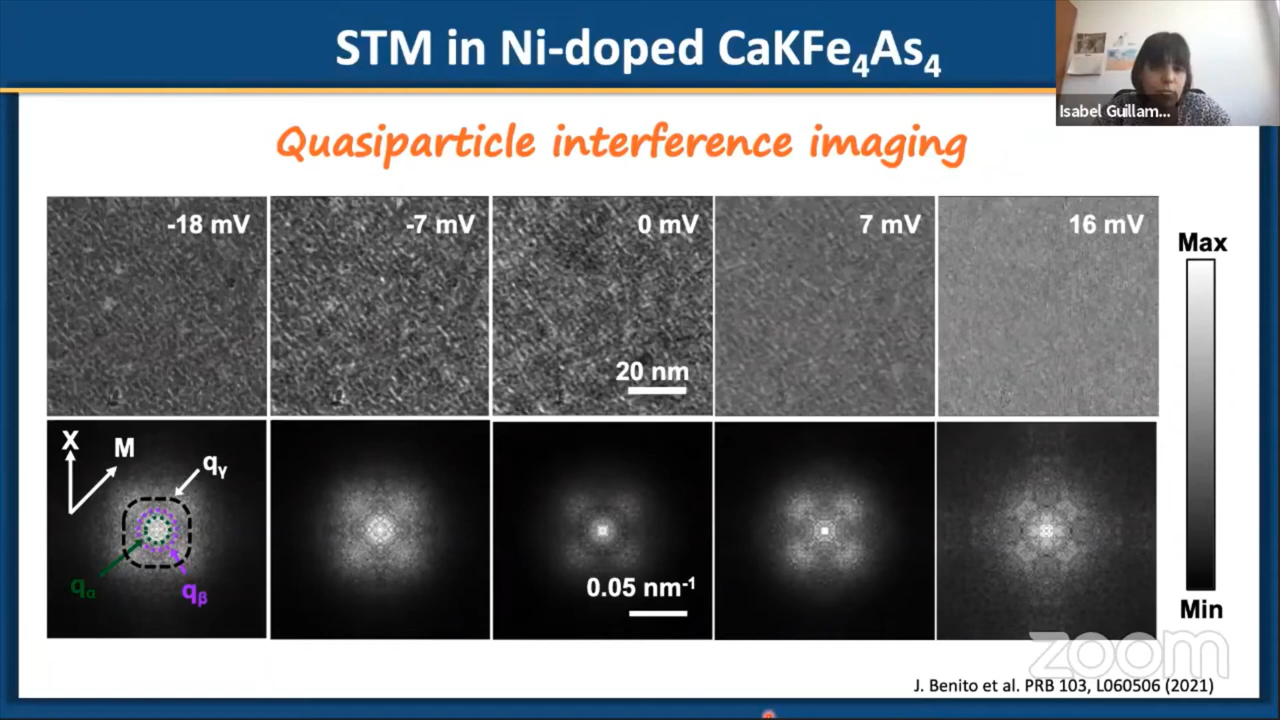 STM in Ni-doped CaKFe₄As₄
Isabel Guillam...
Quasiparticle interference imaging
-18 mV
-7 mV
0 mV
7 mV
16 mV
20 nm
Max
X
M
qγ
qα
qβ
0.05 nm⁻¹
Min
zoom
J. Benito et al. PRB 103, L060506 (2021)